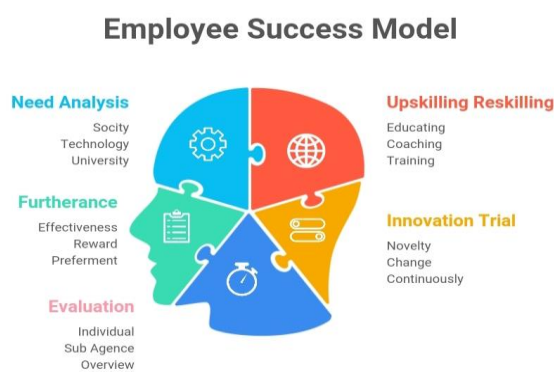 Employee Success Model
Need Analysis
Socity
Technology
University
Furtherance
Effectiveness
Reward
Preferment
Evaluation
Individual
Sub Agence
Overview
Upskilling Reskilling
Educating
Coaching
Training
Innovation Trial
Novelty
Change
Continuously